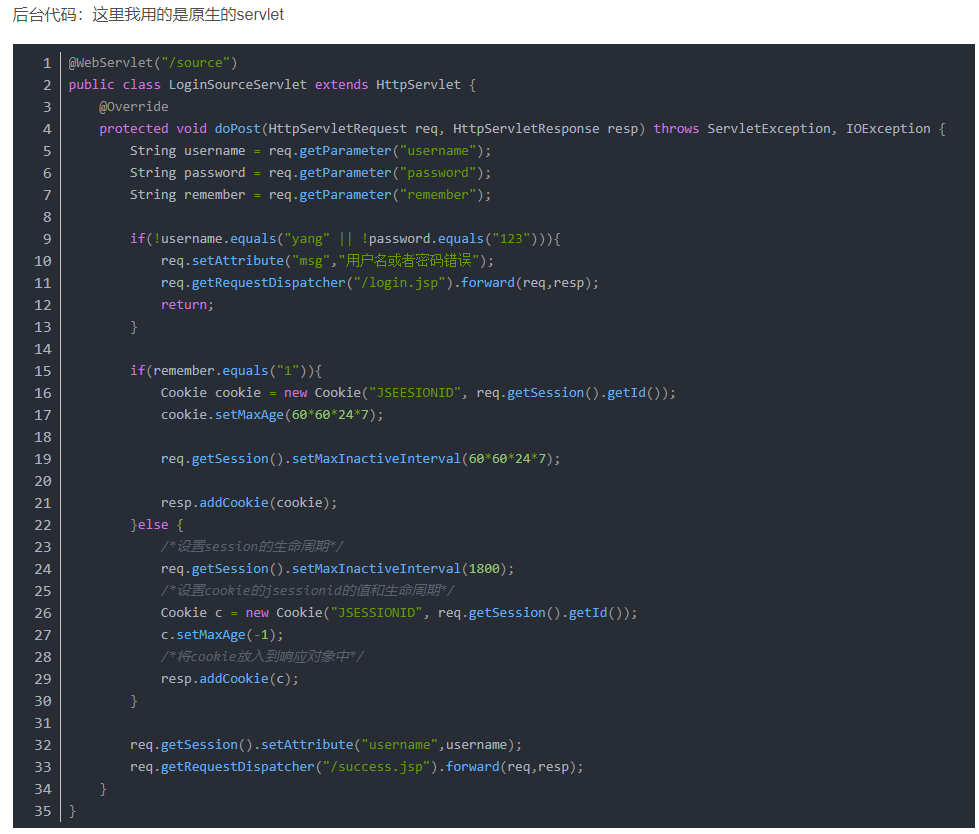 后台代码：这里我用的是原生的servlet
1 @WebServlet("/source")
2 public class LoginSourceServlet extends HttpServlet {
3     @Override
4     protected void doPost(HttpServletRequest req, HttpServletResponse resp) throws ServletException, IOException {
5         String username = req.getParameter("username");
6         String password = req.getParameter("password");
7         String remember = req.getParameter("remember");
8
9         if(!username.equals("yang" || !password.equals("123"))){
10             req.setAttribute("msg","用户名或者密码错误");
11             req.getRequestDispatcher("/login.jsp").forward(req,resp);
12             return;
13         }
14
15         if(remember.equals("1")){
16             Cookie cookie = new Cookie("JSEESIONID", req.getSession().getId());
17             cookie.setMaxAge(60*60*24*7);
18
19             req.getSession().setMaxInactiveInterval(60*60*24*7);
20
21             resp.addCookie(cookie);
22         }else {
23             /*设置session的生命周期*/
24             req.getSession().setMaxInactiveInterval(1800);
25             /*设置cookie的jsessionid的值和生命周期*/
26             Cookie c = new Cookie("JSESSIONID", req.getSession().getId());
27             c.setMaxAge(-1);
28             /*将cookie放入到响应对象中*/
29             resp.addCookie(c);
30         }
31
32         req.getSession().setAttribute("username",username);
33         req.getRequestDispatcher("/success.jsp").forward(req,resp);
34     }
35 }